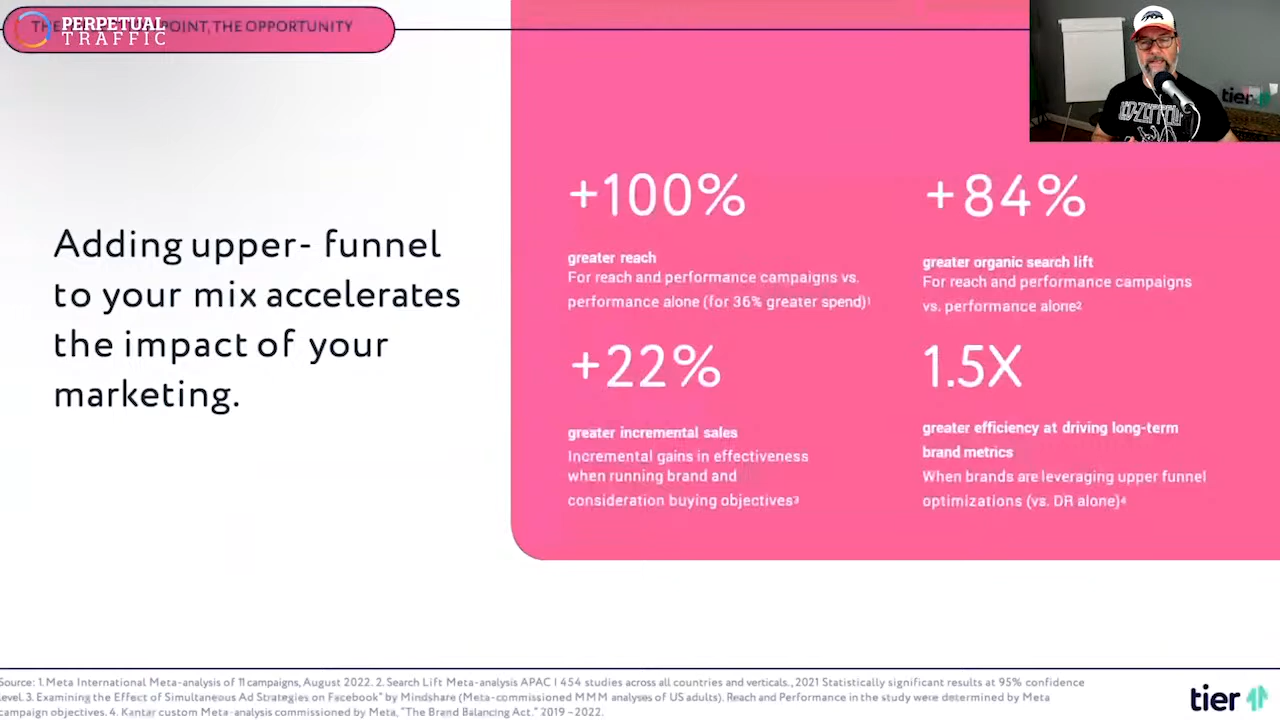 PERPETUAL
TRAFFIC
POINT, THE OPPORTUNITY
tier
LED-ZEPPELIN
Adding upper- funnel
to your mix accelerates
the impact of your
marketing.
+100%
greater reach
For reach and performance campaigns vs.
performance alone (for 36% greater spend)¹
+84%
greater organic search lift
For reach and performance campaigns
vs. performance alone²
+22%
greater incremental sales
Incremental gains in effectiveness
when running brand and
consideration buying objectives³
1.5X
greater efficiency at driving long-term
brand metrics
When brands are leveraging upper funnel
optimizations (vs. DR alone)⁴
Source: 1. Meta International Meta-analysis of 11 campaigns, August 2022. 2. Search Lift Meta-analysis APAC | 454 studies across all countries and verticals., 2021 Statistically significant results at 95% confidence
level. 3. Examining the Effect of Simultaneous Ad Strategies on Facebook" by Mindshare (Meta-commissioned MMM analyses of US adults). Reach and Performance in the study were determined by Meta
campaign objectives. 4. Kantar custom Meta-analysis commissioned by Meta, "The Brand Balancing Act." 2019 – 2022.
tier